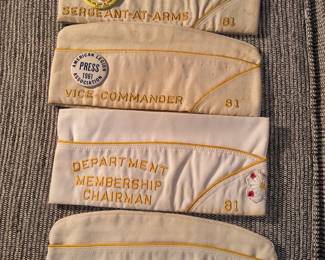 SERGEANT-AT-ARMS 81
AMERICAN LEGION
PRESS
1961
ASSOCIATION
VICE-COMMANDER 81
DEPARTMENT
MEMBERSHIP
CHAIRMAN 81